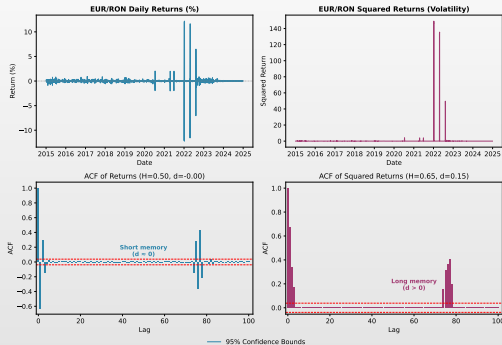 EUR/RON Daily Returns (%)
Return (%)
10
5
0
−5
−10
2015 2016 2017 2018 2019 2020 2021 2022 2023 2024 2025
Date
EUR/RON Squared Returns (Volatility)
Squared Return
140
120
100
80
60
40
20
0
2015 2016 2017 2018 2019 2020 2021 2022 2023 2024 2025
Date
ACF of Returns (H=0.50, d=-0.00)
ACF
1.0
0.8
0.6
0.4
0.2
0.0
−0.2
−0.4
−0.6
Short memory
(d = 0)
0 20 40 60 80 100
Lag
ACF of Squared Returns (H=0.65, d=0.15)
ACF
1.0
0.8
0.6
0.4
0.2
0.0
Long memory
(d > 0)
0 20 40 60 80 100
Lag
95% Confidence Bounds